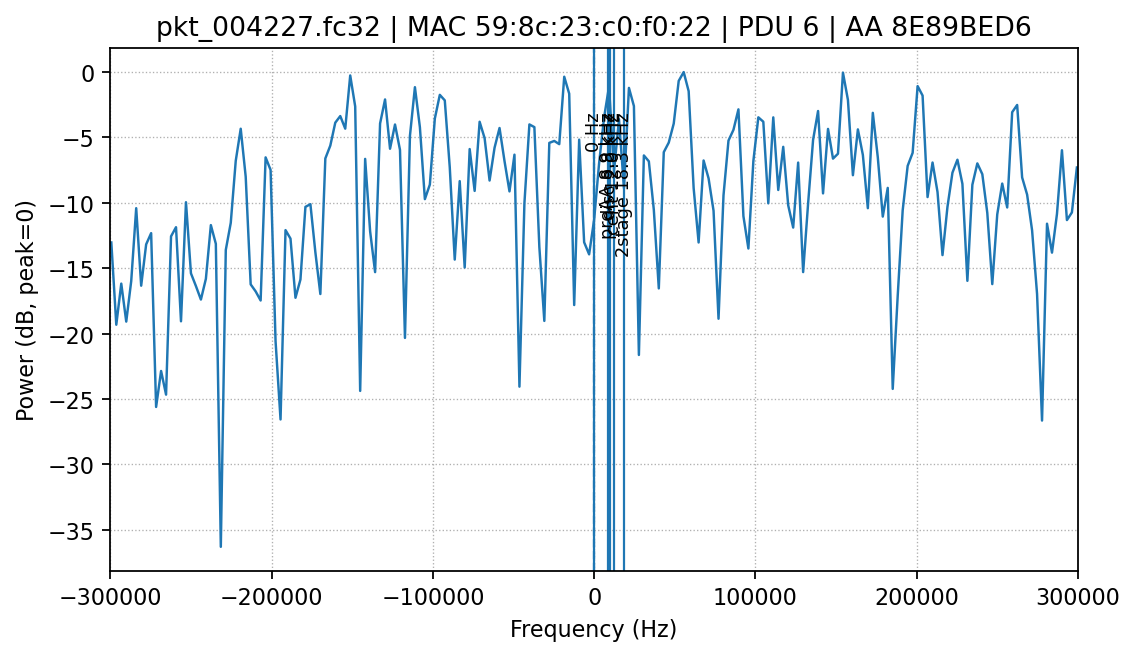 pkt_004227.fc32 | MAC 59:8c:23:c0:f0:22 | PDU 6 | AA 8E89BED6
0
−5
−10
−15
−20
−25
−30
−35
Power (dB, peak=0)
0 Hz
2stage 18.3 kHz
−300000 −200000 −100000 0 100000 200000 300000
Frequency (Hz)